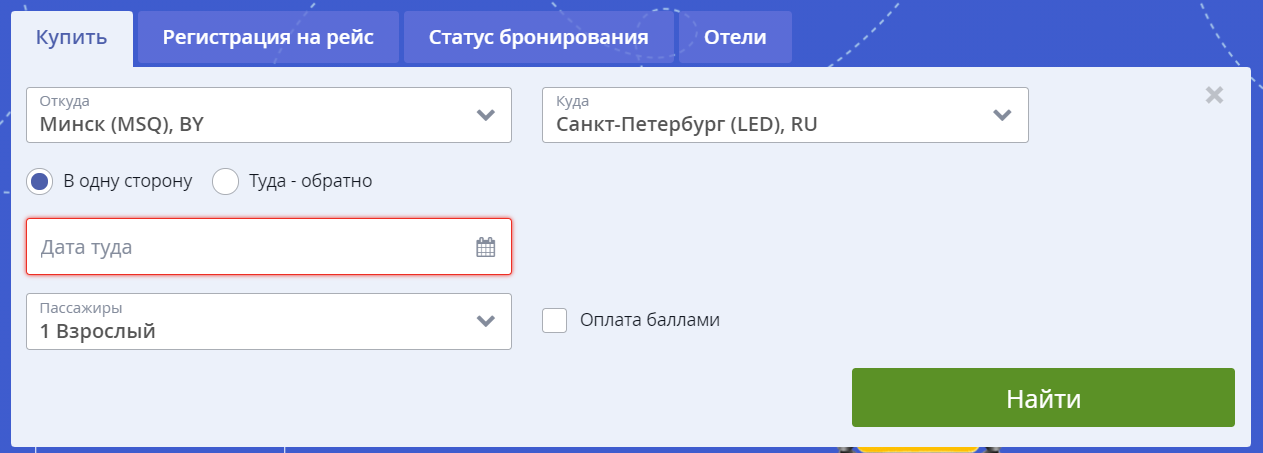 Купить
Регистрация на рейс
Статус бронирования
Отели
Откуда
Минск (MSQ), BY
Куда
Санкт-Петербург (LED), RU
В одну сторону
Туда - обратно
Дата туда
Пассажиры
1 Взрослый
Оплата баллами
Найти